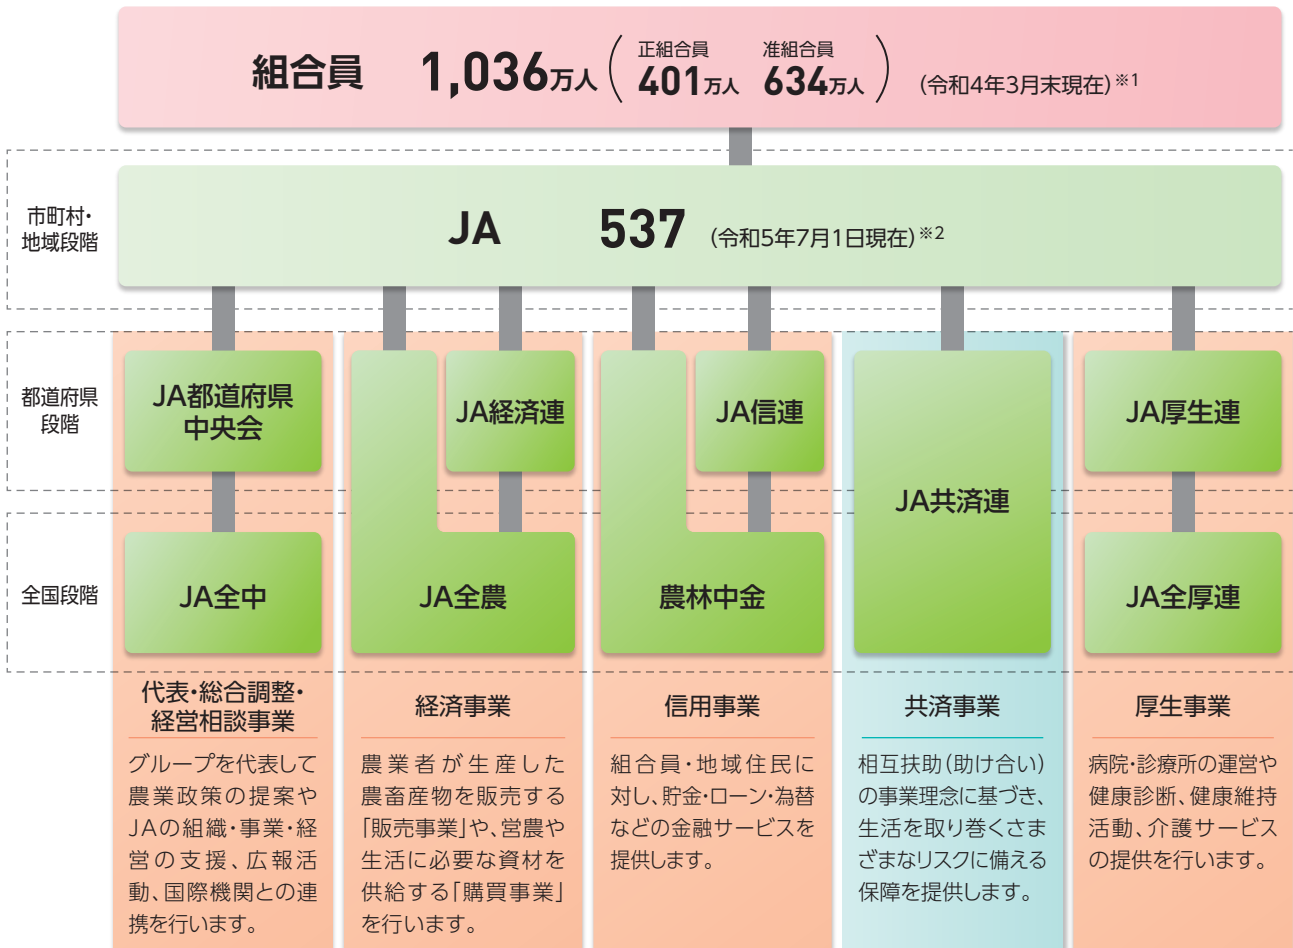 組合員 1,036万人(正組合員 401万人 准組合員 634万人)(令和4年3月末現在)※1
市町村・
地域段階
JA 537 (令和5年7月1日現在)※2
都道府県
段階
JA都道府県
中央会
JA経済連
JA信連
JA共済連
JA厚生連
全国段階
JA全中
JA全農
農林中金
JA全厚連
代表・総合調整・
経営相談事業
グループを代表して
農業政策の提案や
JAの組織・事業・経
営の支援、広報活
動、国際機関との連
携を行います。
経済事業
農業者が生産した
農畜産物を販売する
「販売事業」や、営農や
生活に必要な資材を
供給する「購買事業」
を行います。
信用事業
組合員・地域住民に
対し、貯金・ローン・為替
などの金融サービスを
提供します。
共済事業
相互扶助(助け合い)
の事業理念に基づき、
生活を取り巻くさま
ざまなリスクに備える
保障を提供します。
厚生事業
病院・診療所の運営や
健康診断、健康維持
活動、介護サービス
の提供を行います。